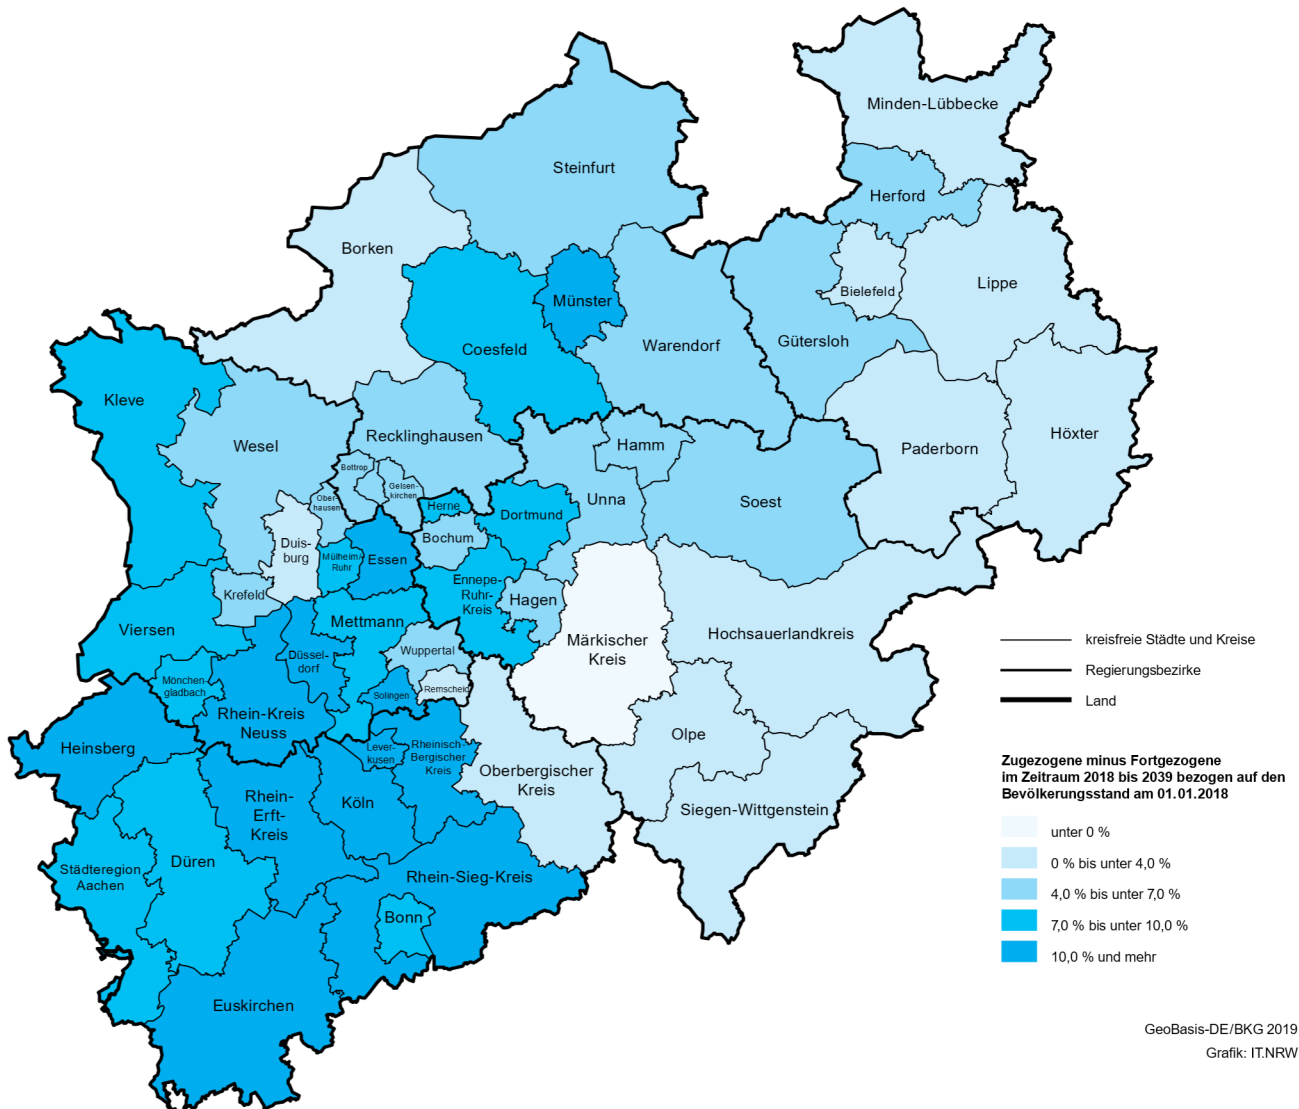 Minden-Lübbecke
Steinfurt
Herford
Borken
Lippe
Bielefeld
Münster
Gütersloh
Warendorf
Coesfeld
Kleve
Höxter
Recklinghausen
Hamm
Wesel
Paderborn
Bottrop
Gelsen-
kirchen
Ober-
hausen
Unna
Soest
Herne
Dortmund
Bochum
Duis-
burg
Mülheim/
Ruhr
Essen
Ennepe-
Ruhr-
Kreis
Krefeld
Hagen
Mettmann
Viersen
Märkischer
Kreis
Hochsauerlandkreis
Wuppertal
Düssel-
dorf
Mönchen-
gladbach
Remscheid
Solingen
Rhein-Kreis
Neuss
Olpe
Heinsberg
Lever-
kusen
Rheinisch-
Bergischer
Kreis
Oberbergischer
Kreis
Rhein-
Erft-
Kreis
Köln
Siegen-Wittgenstein
Düren
Städteregion
Aachen
Rhein-Sieg-Kreis
Bonn
Euskirchen
kreisfreie Städte und Kreise
Regierungsbezirke
Land
Zugezogene minus Fortgezogene
im Zeitraum 2018 bis 2039 bezogen auf den
Bevölkerungsstand am 01.01.2018
unter 0 %
0 % bis unter 4,0 %
4,0 % bis unter 7,0 %
7,0 % bis unter 10,0 %
10,0 % und mehr
GeoBasis-DE/BKG 2019
Grafik: IT.NRW